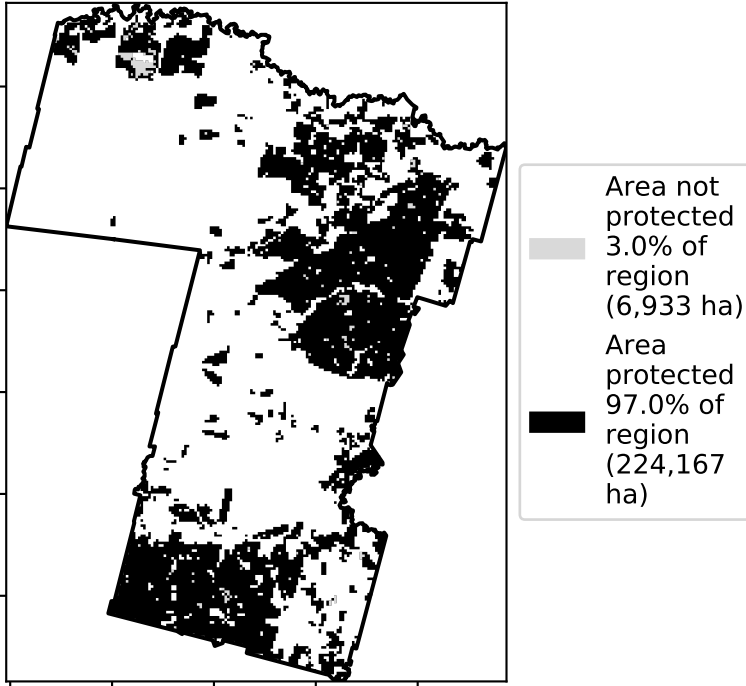 Area not
protected
3.0% of
region
(6,933 ha)
Area
protected
97.0% of
region
(224,167
ha)